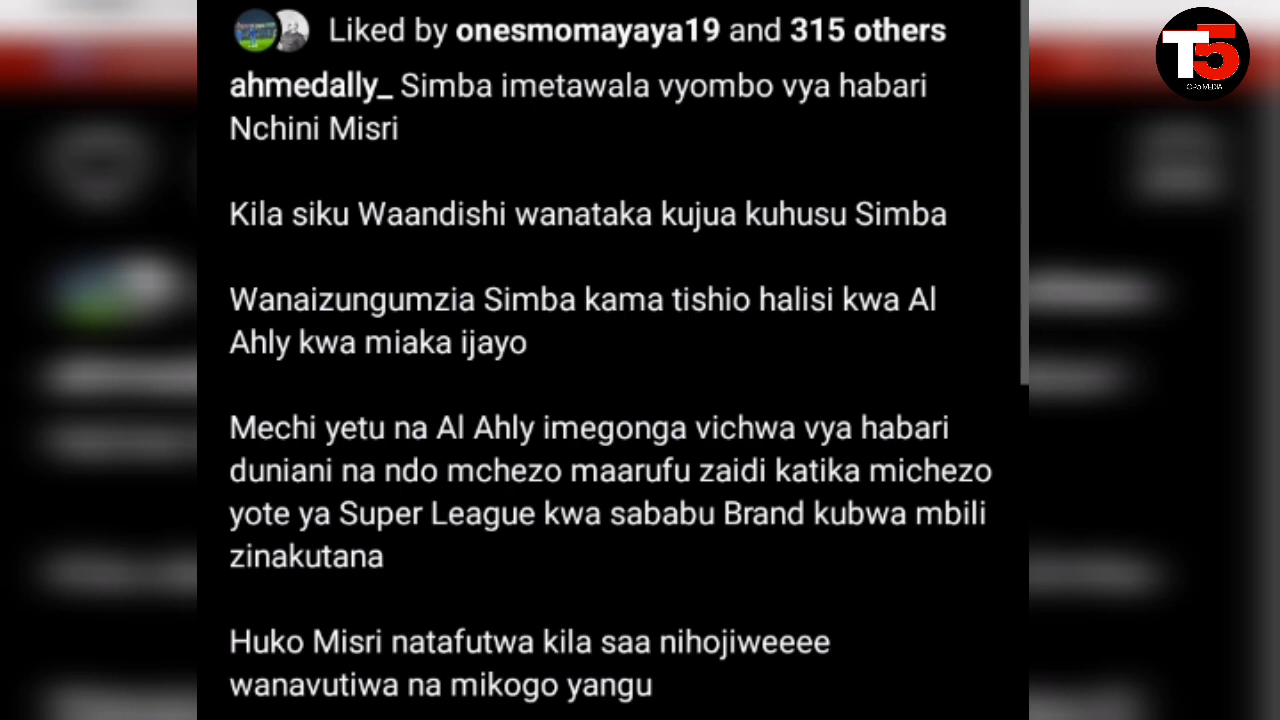 Liked by onesmomayaya19 and 315 others
ahmedally_ Simba imetawala vyombo vya habari
Nchini Misri
Kila siku Waandishi wanataka kujua kuhusu Simba
Wanaizungumzia Simba kama tishio halisi kwa Al
Ahly kwa miaka ijayo
Mechi yetu na Al Ahly imegonga vichwa vya habari
duniani na ndo mchezo maarufu zaidi katika michezo
yote ya Super League kwa sababu Brand kubwa mbili
zinakutana
Huko Misri natafutwa kila saa nihojiweeee
wanavutiwa na mikogo yangu
T5